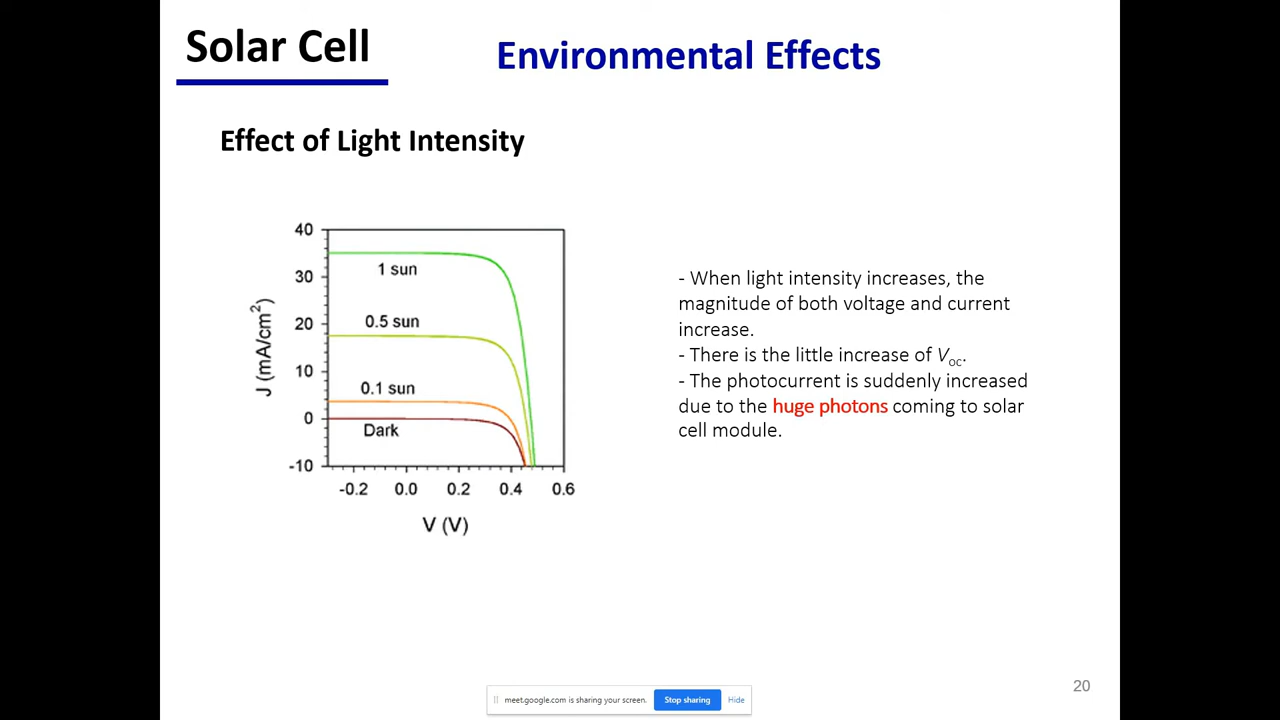 Solar Cell
Environmental Effects
Effect of Light Intensity
40
30
20
10
0
-10
J (mA/cm²)
1 sun
0.5 sun
0.1 sun
Dark
-0.2 0.0 0.2 0.4 0.6
V (V)
- When light intensity increases, the
magnitude of both voltage and current
increase.
- There is the little increase of Voc.
- The photocurrent is suddenly increased
due to the huge photons coming to solar
cell module.
meet.google.com is sharing your screen. Stop sharing Hide
20